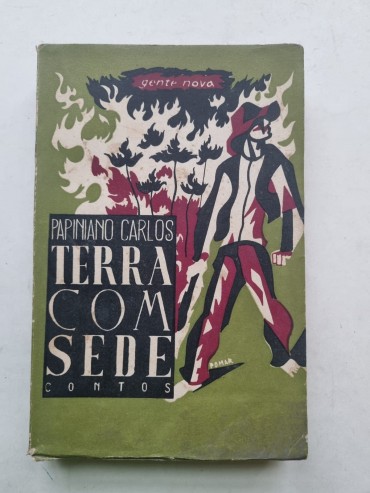 gente nova
PAPINIANO CARLOS
TERRA
COM
SEDE
CONTOS
POMAR